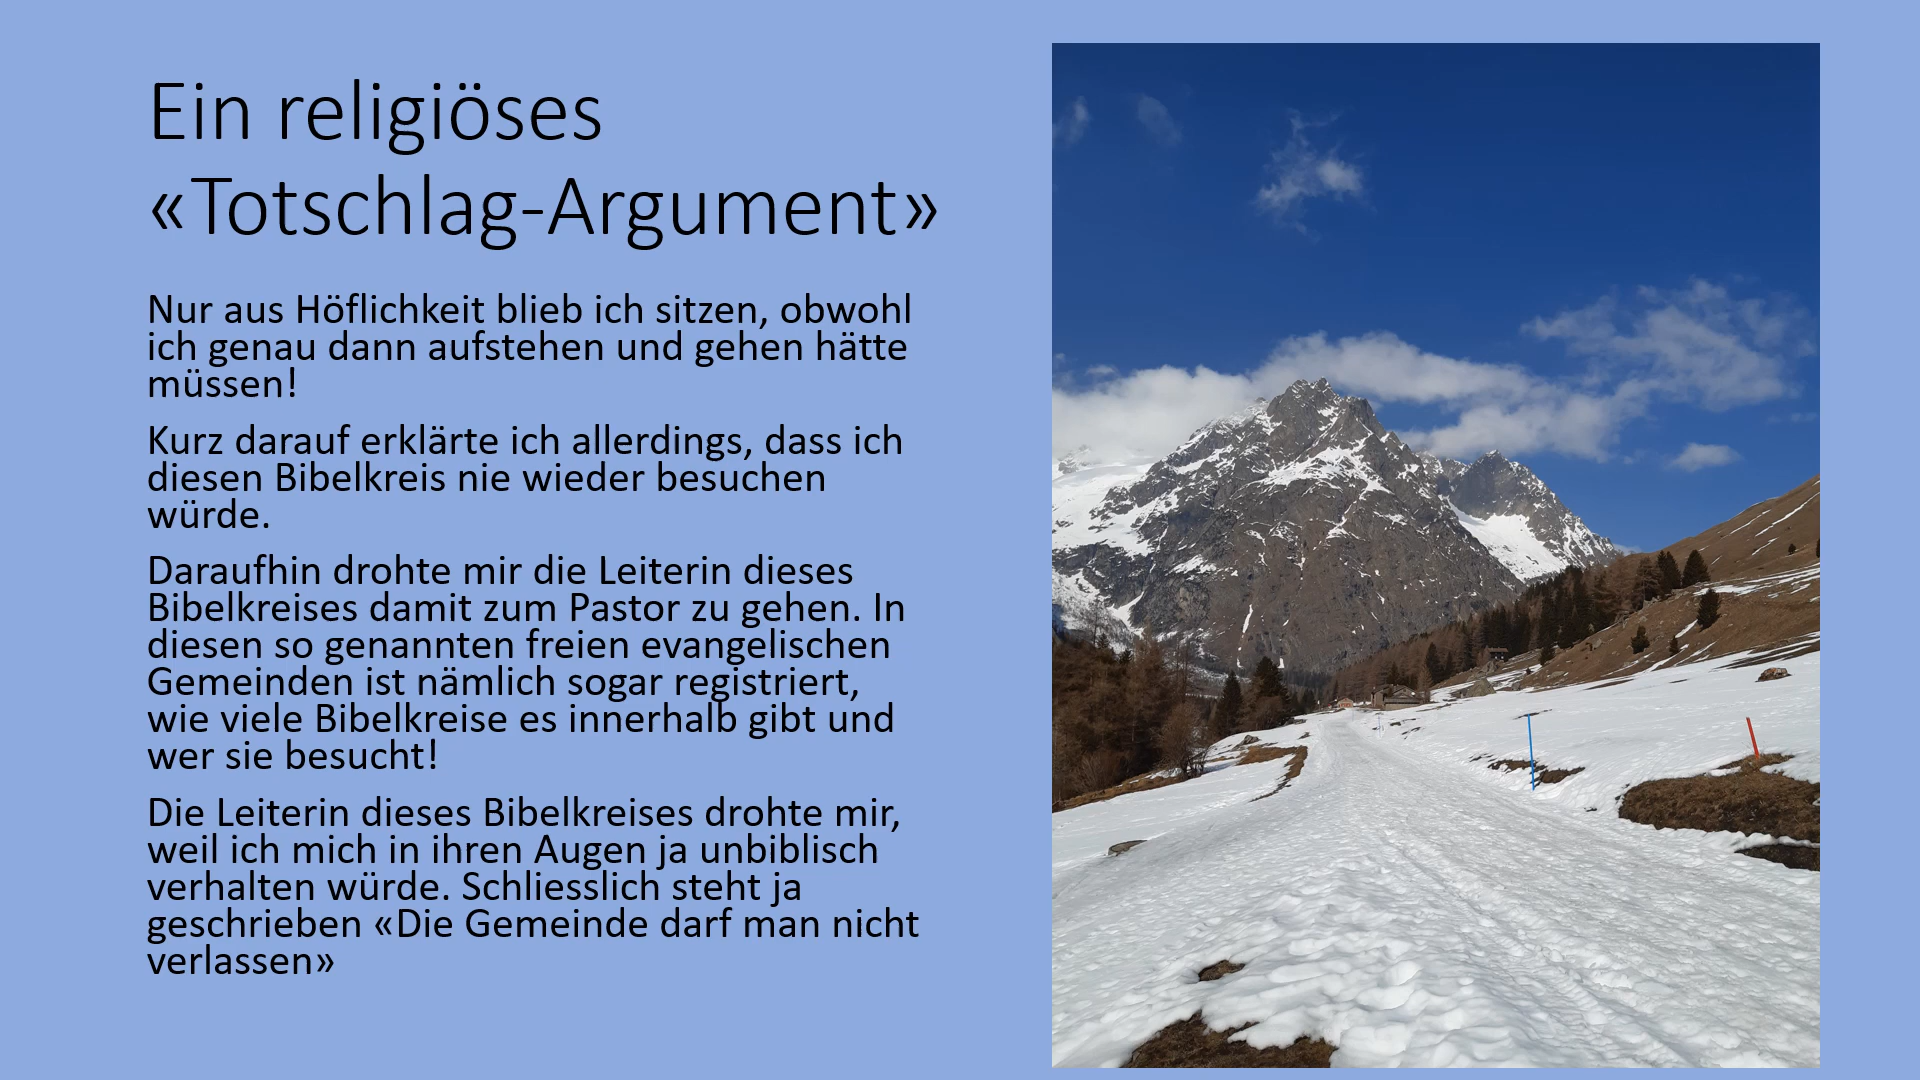 Ein religiöses
«Totschlag-Argument»
Nur aus Höflichkeit blieb ich sitzen, obwohl
ich genau dann aufstehen und gehen hätte
müssen!
Kurz darauf erklärte ich allerdings, dass ich
diesen Bibelkreis nie wieder besuchen
würde.
Daraufhin drohte mir die Leiterin dieses
Bibelkreises damit zum Pastor zu gehen. In
diesen so genannten freien evangelischen
Gemeinden ist nämlich sogar registriert,
wie viele Bibelkreise es innerhalb gibt und
wer sie besucht!
Die Leiterin dieses Bibelkreises drohte mir,
weil ich mich in ihren Augen ja unbiblisch
verhalten würde. Schliesslich steht ja
geschrieben «Die Gemeinde darf man nicht
verlassen»